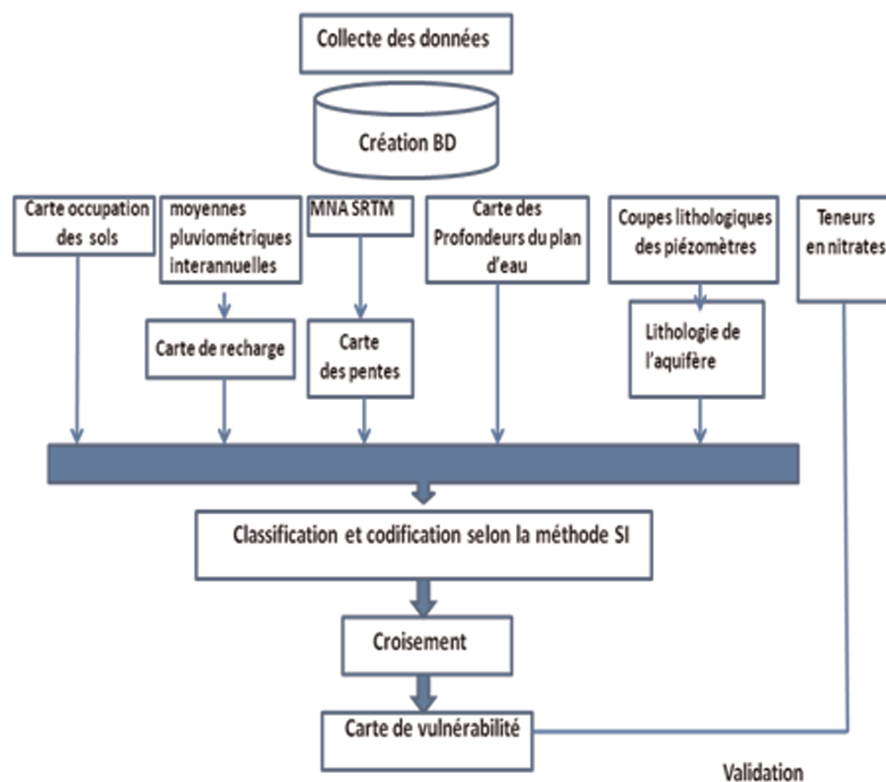 Collecte des données
Création BD
Carte occupation
des sols
moyennes
pluviométriques
interannuelles
MNA SRTM
Carte des
Profondeurs du plan
d'eau
Coupes lithologiques
des piézomètres
Teneurs
en nitrates
Carte de recharge
Carte
des pentes
Lithologie de
l'aquifère
Classification et codification selon la méthode SI
Croisement
Carte de vulnérabilité
Validation